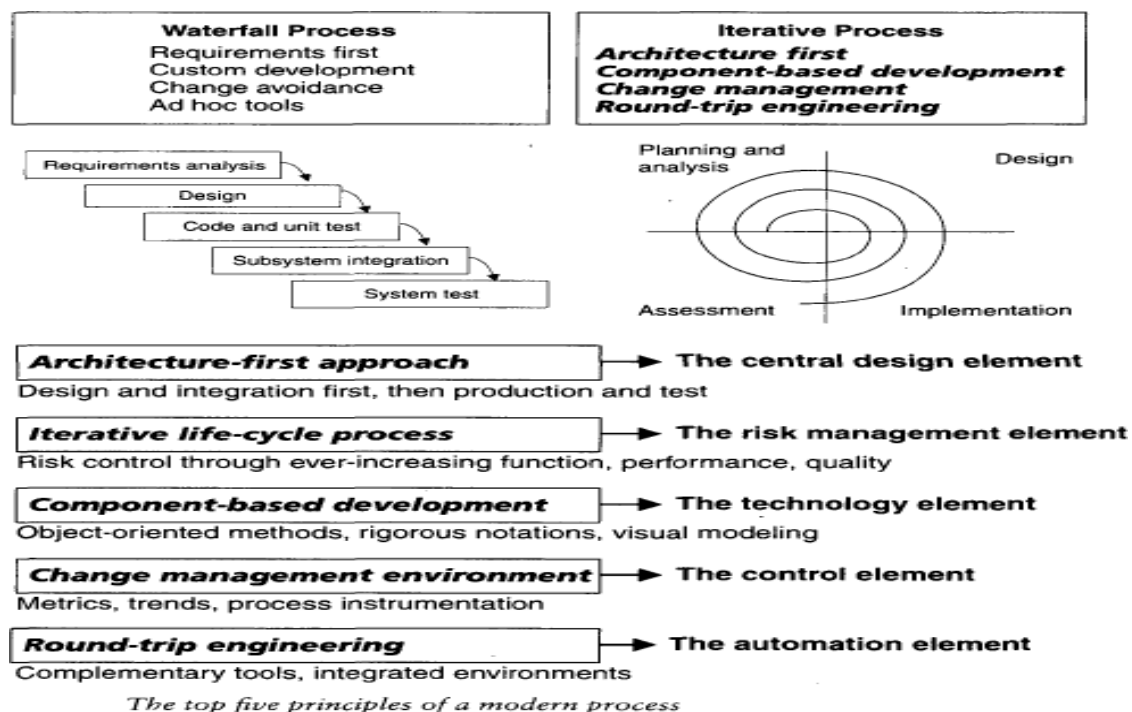 Waterfall Process
Requirements first
Custom development
Change avoidance
Ad hoc tools
Iterative Process
Architecture first
Component-based development
Change management
Round-trip engineering
Requirements analysis
Design
Code and unit test
Subsystem integration
System test
Planning and
analysis
Design
Assessment
Implementation
Architecture-first approach
The central design element
Design and integration first, then production and test
Iterative life-cycle process
The risk management element
Risk control through ever-increasing function, performance, quality
Component-based development
The technology element
Object-oriented methods, rigorous notations, visual modeling
Change management environment
The control element
Metrics, trends, process instrumentation
Round-trip engineering
The automation element
Complementary tools, integrated environments
The top five principles of a modern process